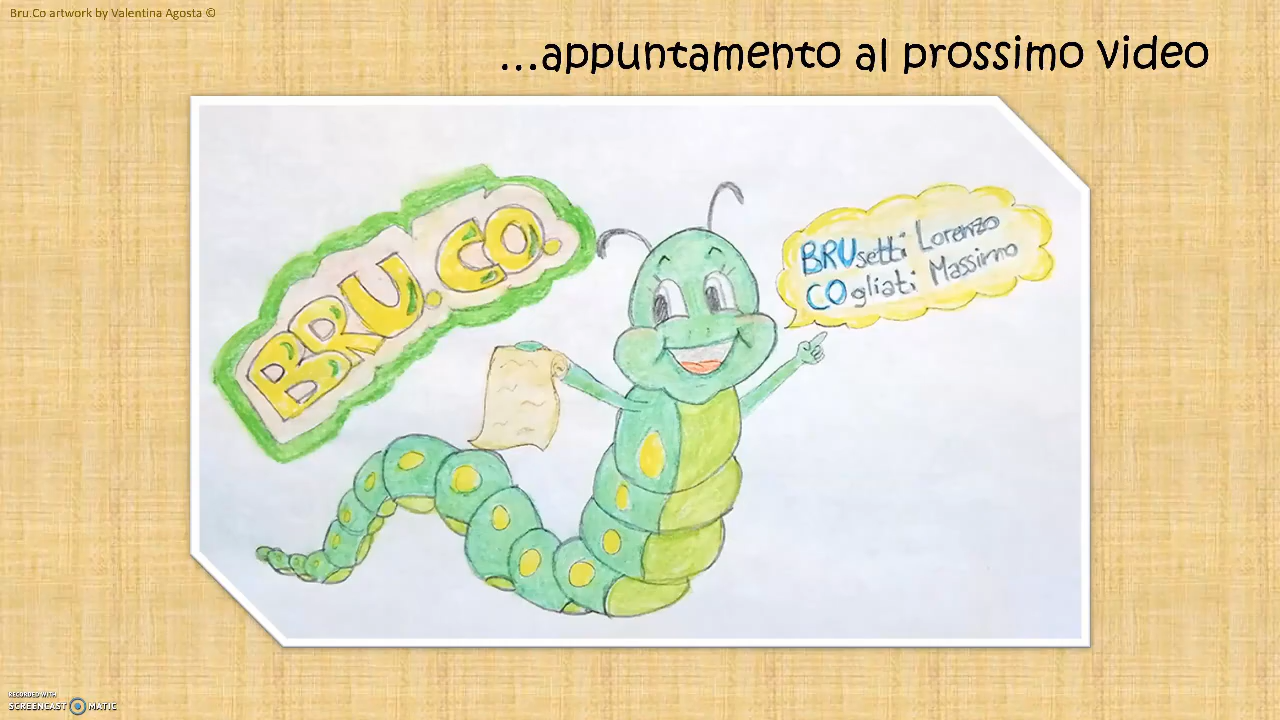 Bru.Co artwork by Valentina Agosta ©
...appuntamento al prossimo video
BRU.CO.
BRUsetti Lorenzo
COgliati Massimo
RECORDED WITH
SCREENCAST MATIC